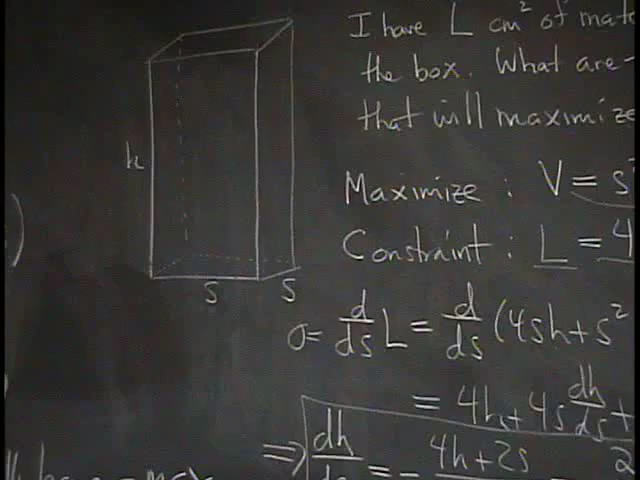 I have L cm² of mat
the box. What are
that will maximize
h
Maximize : V = s
Constraint : L = 4
s s
0= d/ds L = d/ds (4sh + s²
= 4h + 4s dh/ds +
⇒ dh/ds = - 4h + 2s